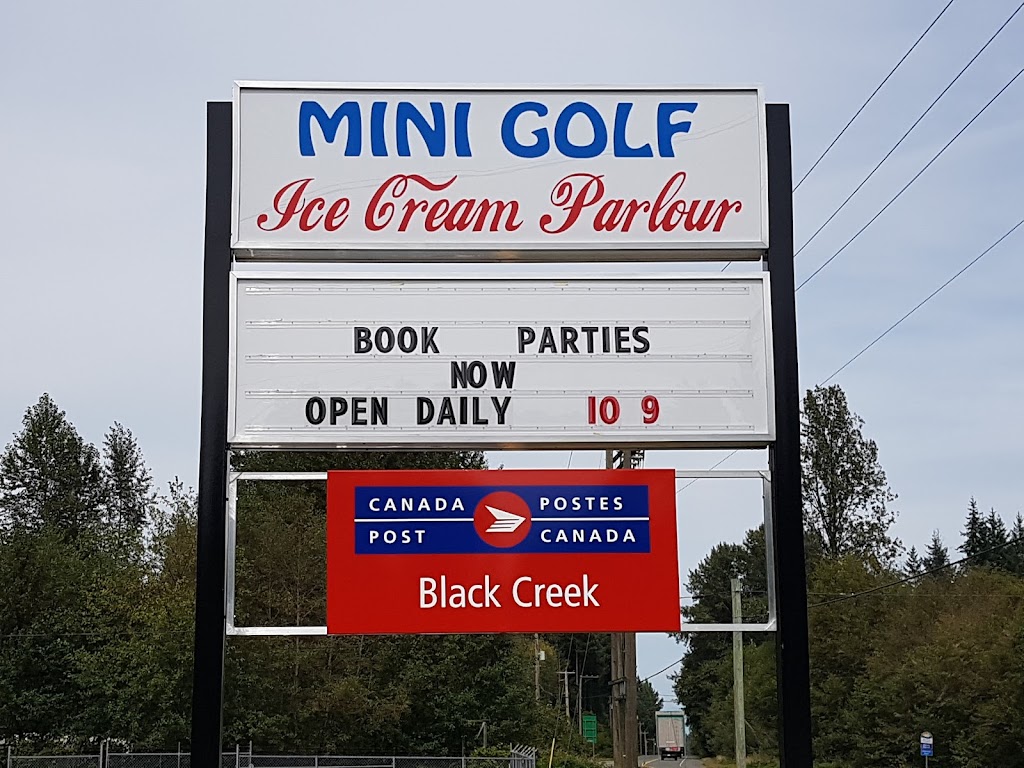 MINI GOLF
Ice Cream Parlour
BOOK PARTIES
NOW
OPEN DAILY 10 9
CANADA POSTES
POST CANADA
Black Creek